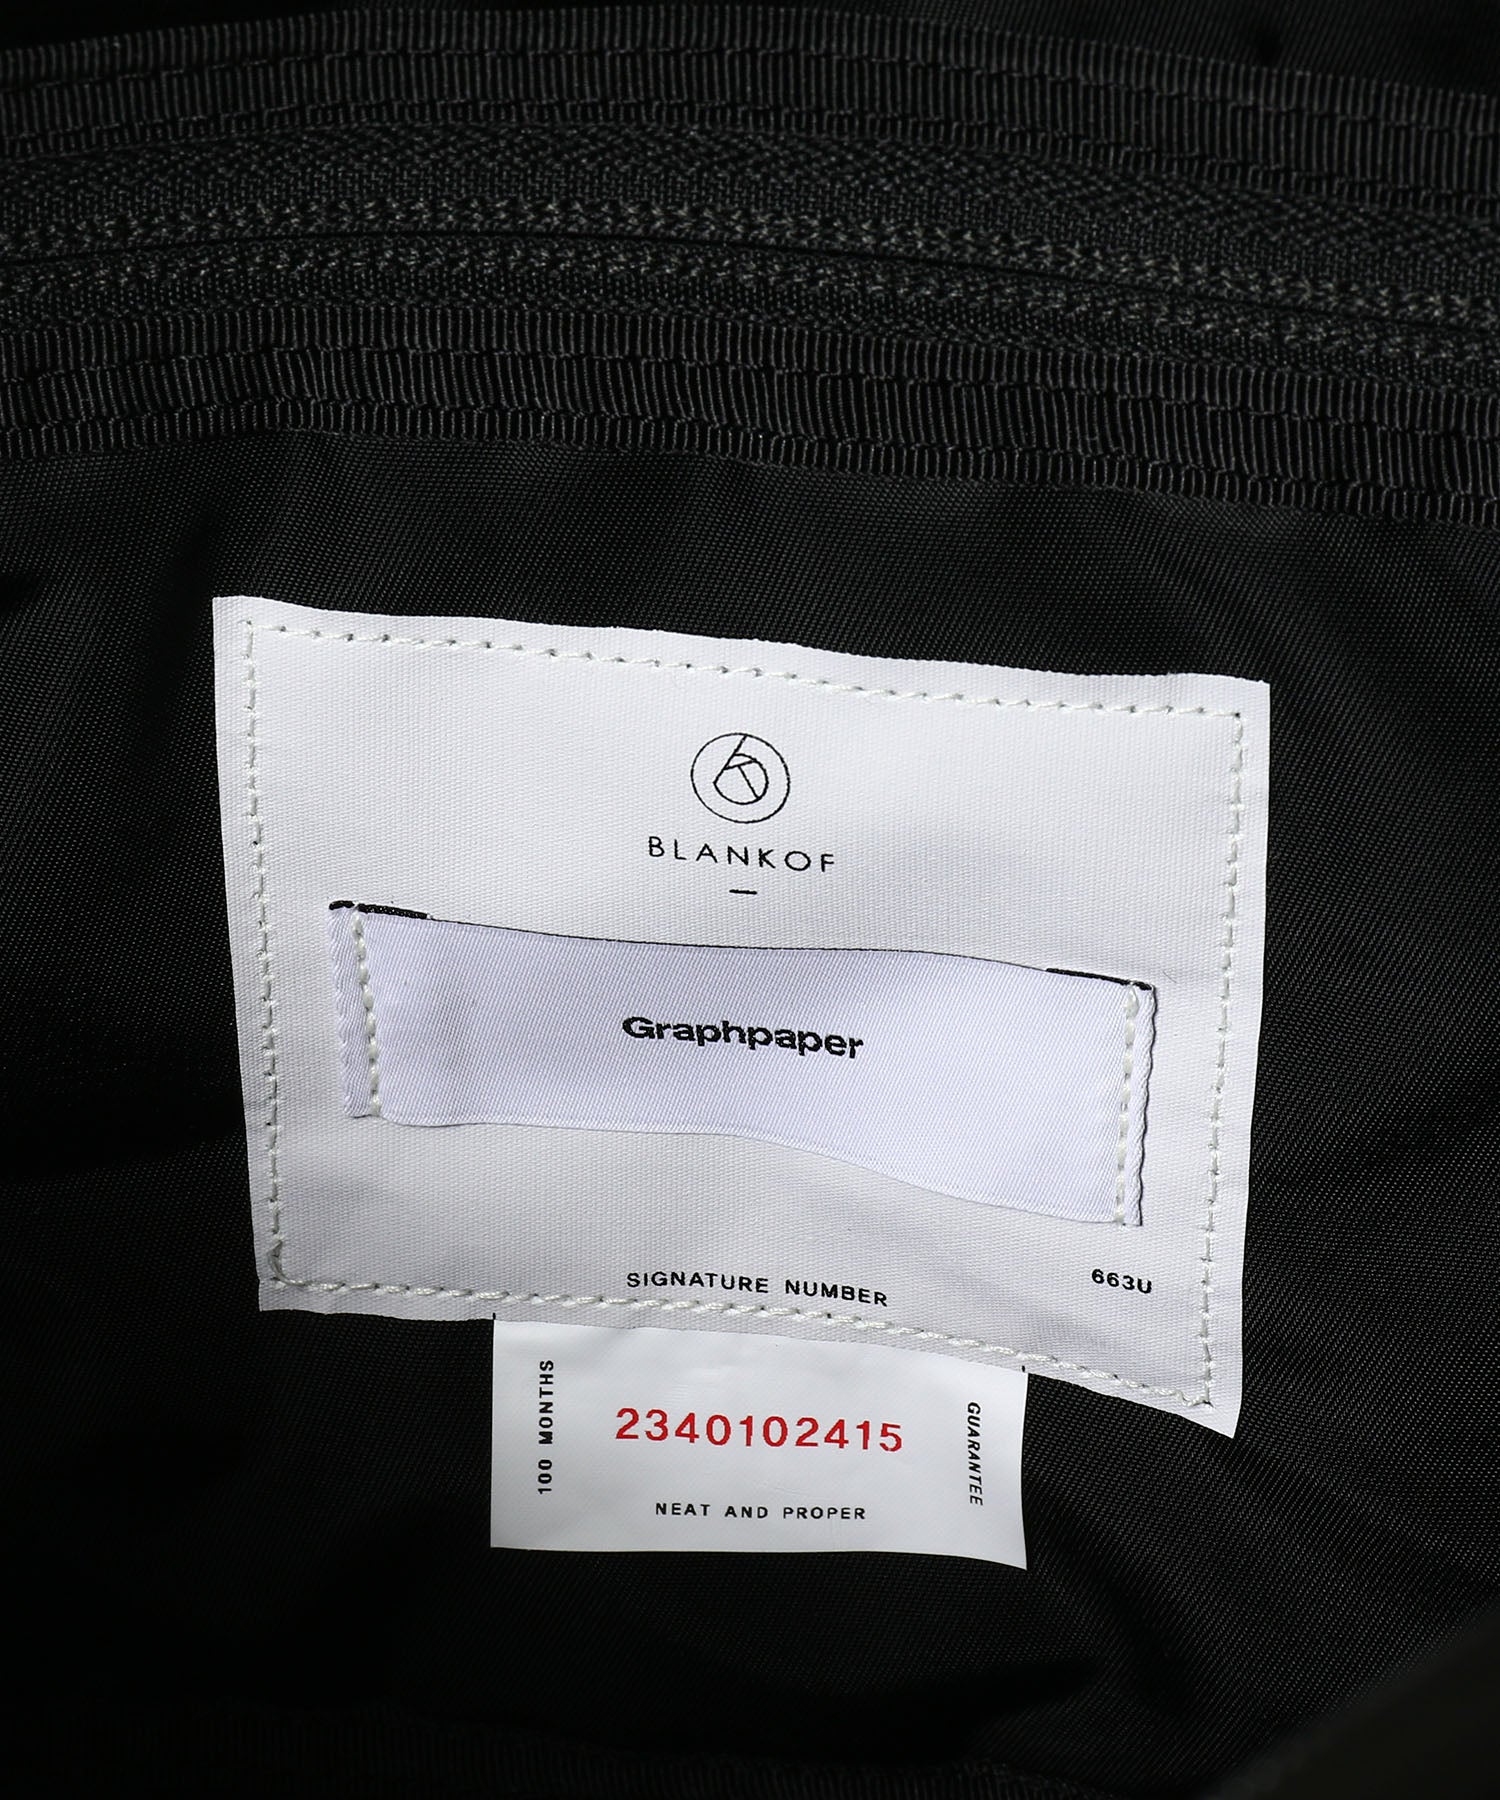 BLANKOF
Graphpaper
SIGNATURE NUMBER
663U
100 MONTHS
2340102415
GUARANTEE
NEAT AND PROPER